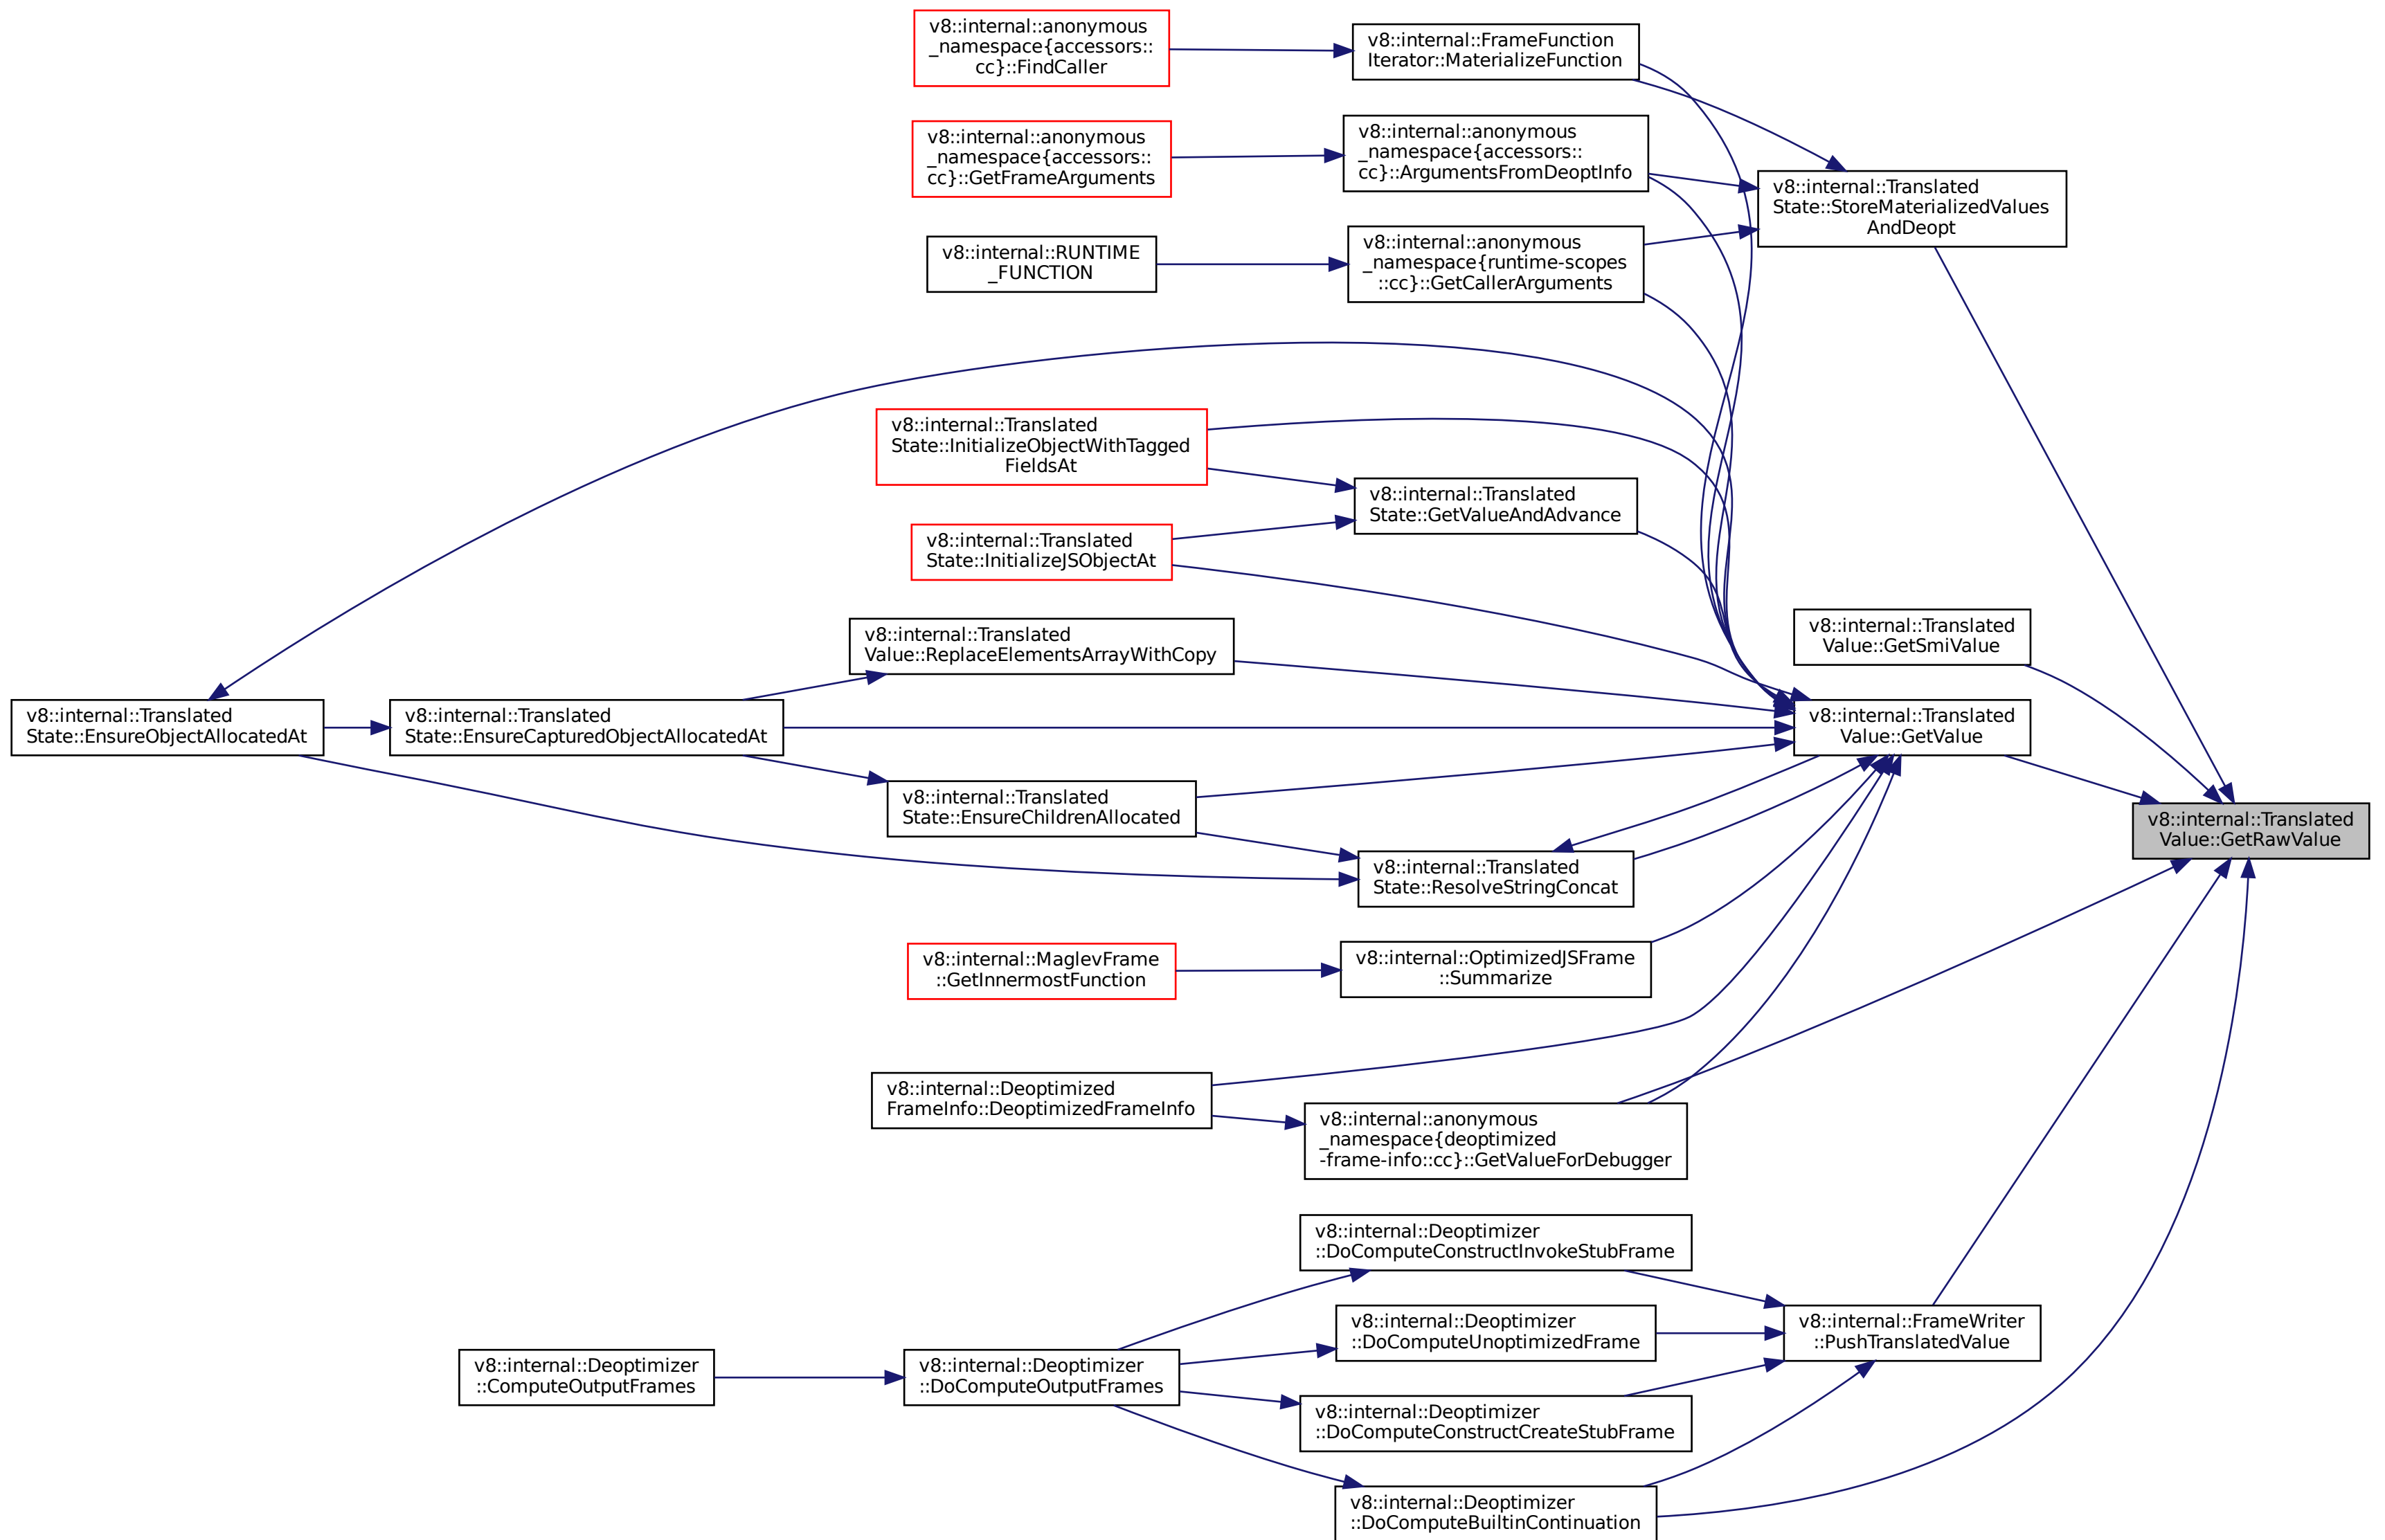 v8::internal::anonymous
_namespace{accessors::
cc}::FindCaller
v8::internal::FrameFunction
Iterator::MaterializeFunction
v8::internal::anonymous
_namespace{accessors::
cc}::GetFrameArguments
v8::internal::anonymous
_namespace{accessors::
cc}::ArgumentsFromDeoptInfo
v8::internal::Translated
State::StoreMaterializedValues
AndDeopt
v8::internal::RUNTIME
_FUNCTION
v8::internal::anonymous
_namespace{runtime-scopes
::cc}::GetCallerArguments
v8::internal::Translated
State::InitializeObjectWithTagged
FieldsAt
v8::internal::Translated
State::GetValueAndAdvance
v8::internal::Translated
State::InitializeJSObjectAt
v8::internal::Translated
Value::ReplaceElementsArrayWithCopy
v8::internal::Translated
Value::GetSmiValue
v8::internal::Translated
State::EnsureObjectAllocatedAt
v8::internal::Translated
State::EnsureCapturedObjectAllocatedAt
v8::internal::Translated
Value::GetValue
v8::internal::Translated
State::EnsureChildrenAllocated
v8::internal::Translated
Value::GetRawValue
v8::internal::Translated
State::ResolveStringConcat
v8::internal::MaglevFrame
::GetInnermostFunction
v8::internal::OptimizedJSFrame
::Summarize
v8::internal::Deoptimized
FrameInfo::DeoptimizedFrameInfo
v8::internal::anonymous
_namespace{deoptimized
-frame-info::cc}::GetValueForDebugger
v8::internal::Deoptimizer
::DoComputeConstructInvokeStubFrame
v8::internal::Deoptimizer
::DoComputeUnoptimizedFrame
v8::internal::FrameWriter
::PushTranslatedValue
v8::internal::Deoptimizer
::ComputeOutputFrames
v8::internal::Deoptimizer
::DoComputeOutputFrames
v8::internal::Deoptimizer
::DoComputeConstructCreateStubFrame
v8::internal::Deoptimizer
::DoComputeBuiltinContinuation